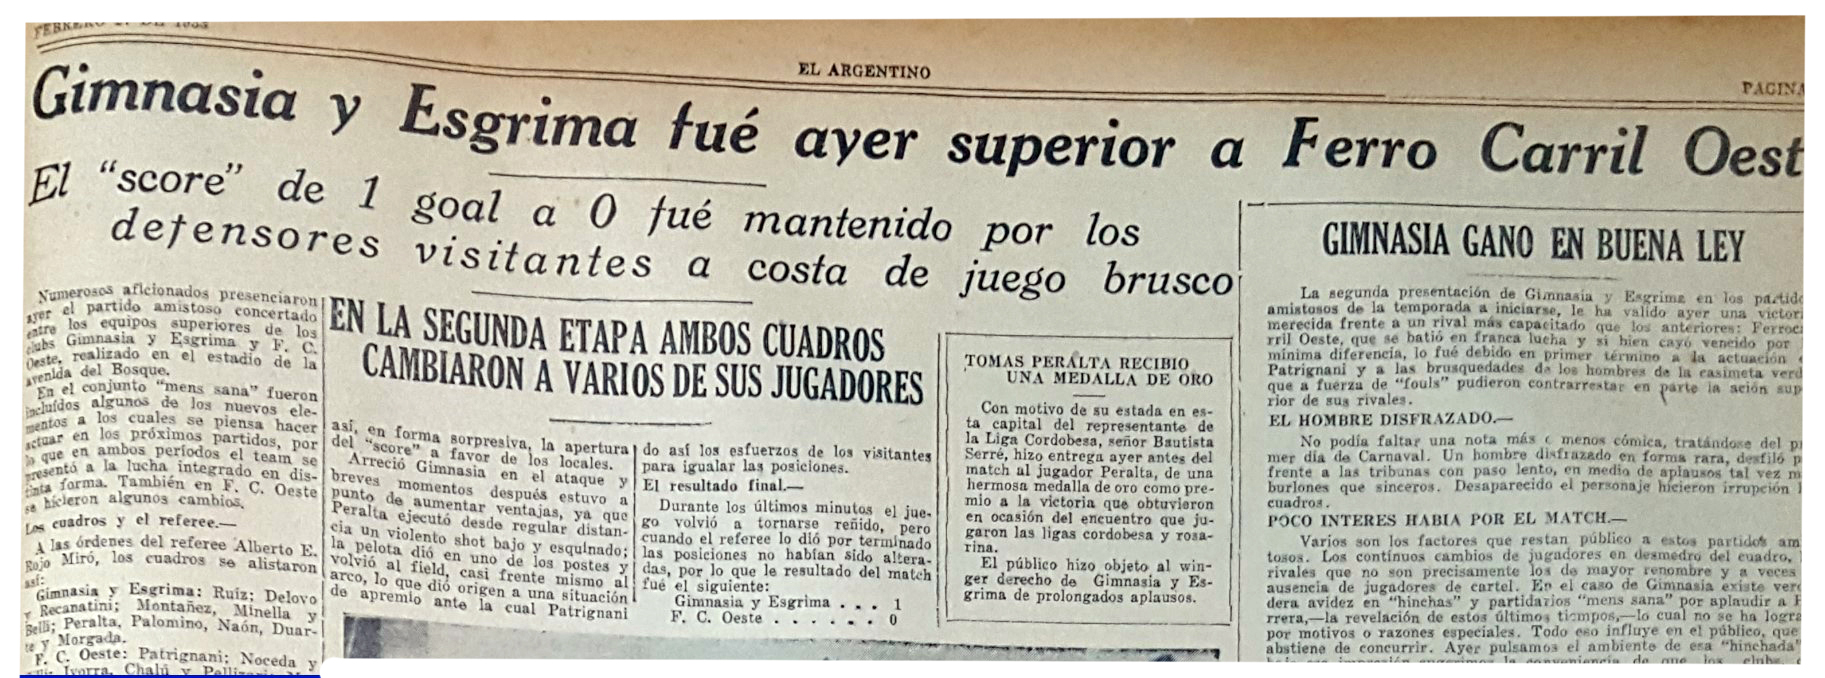 FEBRERO DE
EL ARGENTINO
PAGINA
Gimnasia y Esgrima fué ayer superior a Ferro Carril Oest
El "score" de 1 goal a 0 fué mantenido por los
defensores visitantes a costa de juego brusco
Numerosos aficionados presenciaron
ayer el partido amistoso concertado
entre los equipos superiores de los
clubs Gimnasia y Esgrima y F. C.
Oeste, realizado en el estadio de la
avenida del Bosque.
En el conjunto "mens sana" fueron
incluídos algunos de los nuevos ele-
mentos a los cuales se piensa hacer
actuar en los próximos partidos, por
lo que en ambos períodos el team se
presentó a la lucha integrado en dis-
tinta forma. También en F. C. Oeste
se hicieron algunos cambios.
Los cuadros y el referee.—
A las órdenes del referee Alberto E.
Rojo Miró, los cuadros se alistaron
así:
Gimnasia y Esgrima: Ruiz; Delovo
y Recanatini; Montañez, Minella y
Belli; Peralta, Palomino, Naón, Duar-
te y Morgada.
F. C. Oeste: Patrignani; Noceda y
Ivorra, Chalú y
EN LA SEGUNDA ETAPA AMBOS CUADROS
CAMBIARON A VARIOS DE SUS JUGADORES
así, en forma sorpresiva, la apertura
del "score" a favor de los locales.
Arreció Gimnasia en el ataque y
breves momentos después estuvo a
punto de aumentar ventajas, ya que
Peralta ejecutó desde regular distan-
cia un violento shot bajo y esquinado;
la pelota dió en uno de los postes y
volvió al field, casi frente mismo al
arco, lo que dió origen a una situación
de apremio ante la cual Patrignani
do así los esfuerzos de los visitantes
para igualar las posiciones.
El resultado final.—
Durante los últimos minutos el jue-
go volvió a tornarse reñido, pero
cuando el referee lo dió por terminado
las posiciones no habían sido altera-
das, por lo que le resultado del match
fué el siguiente:
Gimnasia y Esgrima . . . 1
F. C. Oeste . . . . . . 0
TOMAS PERALTA RECIBIO
UNA MEDALLA DE ORO
Con motivo de su estada en es-
ta capital del representante de
la Liga Cordobesa, señor Bautista
Serré, hizo entrega ayer antes del
match al jugador Peralta, de una
hermosa medalla de oro como pre-
mio a la victoria que obtuvieron
en ocasión del encuentro que ju-
garon las ligas cordobesa y rosa-
rina.
El público hizo objeto al win-
ger derecho de Gimnasia y Es-
grima de prolongados aplausos.
GIMNASIA GANO EN BUENA LEY
La segunda presentación de Gimnasia y Esgrima en los partido
amistosos de la temporada a iniciarse, le ha valido ayer una victori
merecida frente a un rival más capacitado que los anteriores: Ferroca
rril Oeste, que se batió en franca lucha y si bien cayó vencido por
mínima diferencia, lo fué debido en primer término a la actuación
Patrignani y a las brusquedades de los hombres de la casimeta verd
que a fuerza de "fouls" pudieron contrarrestar en parte la ación sup
rior de sus rivales.
EL HOMBRE DISFRAZADO.—
No podía faltar una nota más o menos cómica, tratándose del pr
mer día de Carnaval. Un hombre disfrazado en forma rara, desfiló p
frente a las tribunas con paso lento, en medio de aplausos tal vez m
burlones que sinceros. Desaparecido el personaje hicieron irrupción l
cuadros.
POCO INTERES HABIA POR EL MATCH.—
Varios son los factores que restan público a estos partidos am
tosos. Los continuos cambios de jugadores en desmedro del cuadro,
rivales que no son precisamente los de mayor renombre y a veces
ausencia de jugadores de cartel. En el caso de Gimnasia existe verd
dera avidez en "hinchas" y partidarios "mens sana" por aplaudir a
rrera,—la revelación de estos últimos tiempos,—lo cual no se ha logra
por motivos o razones especiales. Todo eso influye en el público, que
abstiene de concurrir. Ayer pulsamos el ambiente de esa "hinchada"
la conveniencia de que los clubs